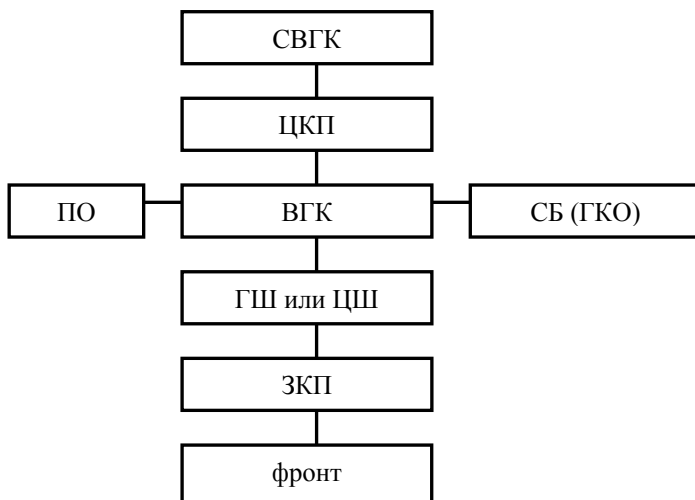 СВГК
ЦКП
ПО
ВГК
СБ (ГКО)
ГШ или ЦШ
ЗКП
фронт